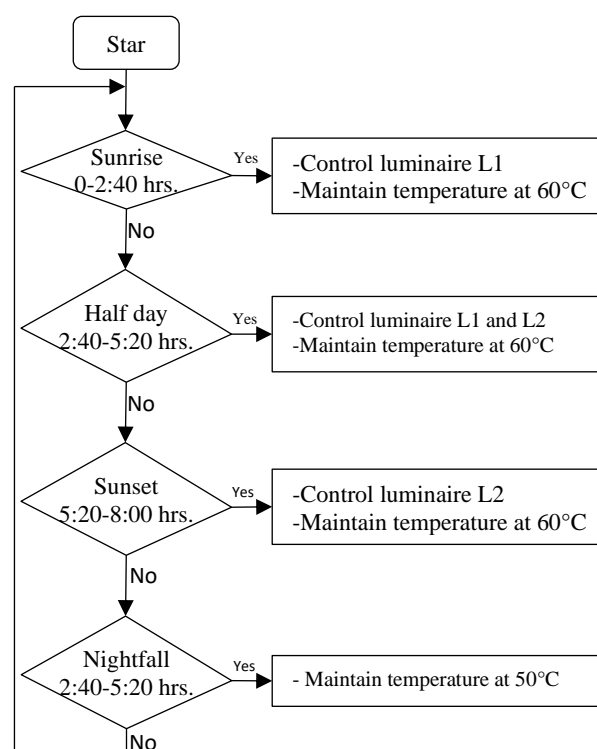 Star
Sunrise
0-2:40 hrs.
Yes
-Control luminaire L1
-Maintain temperature at 60°C
No
Half day
2:40-5:20 hrs.
Yes
-Control luminaire L1 and L2
-Maintain temperature at 60°C
No
Sunset
5:20-8:00 hrs.
Yes
-Control luminaire L2
-Maintain temperature at 60°C
No
Nightfall
2:40-5:20 hrs.
Yes
- Maintain temperature at 50°C
No